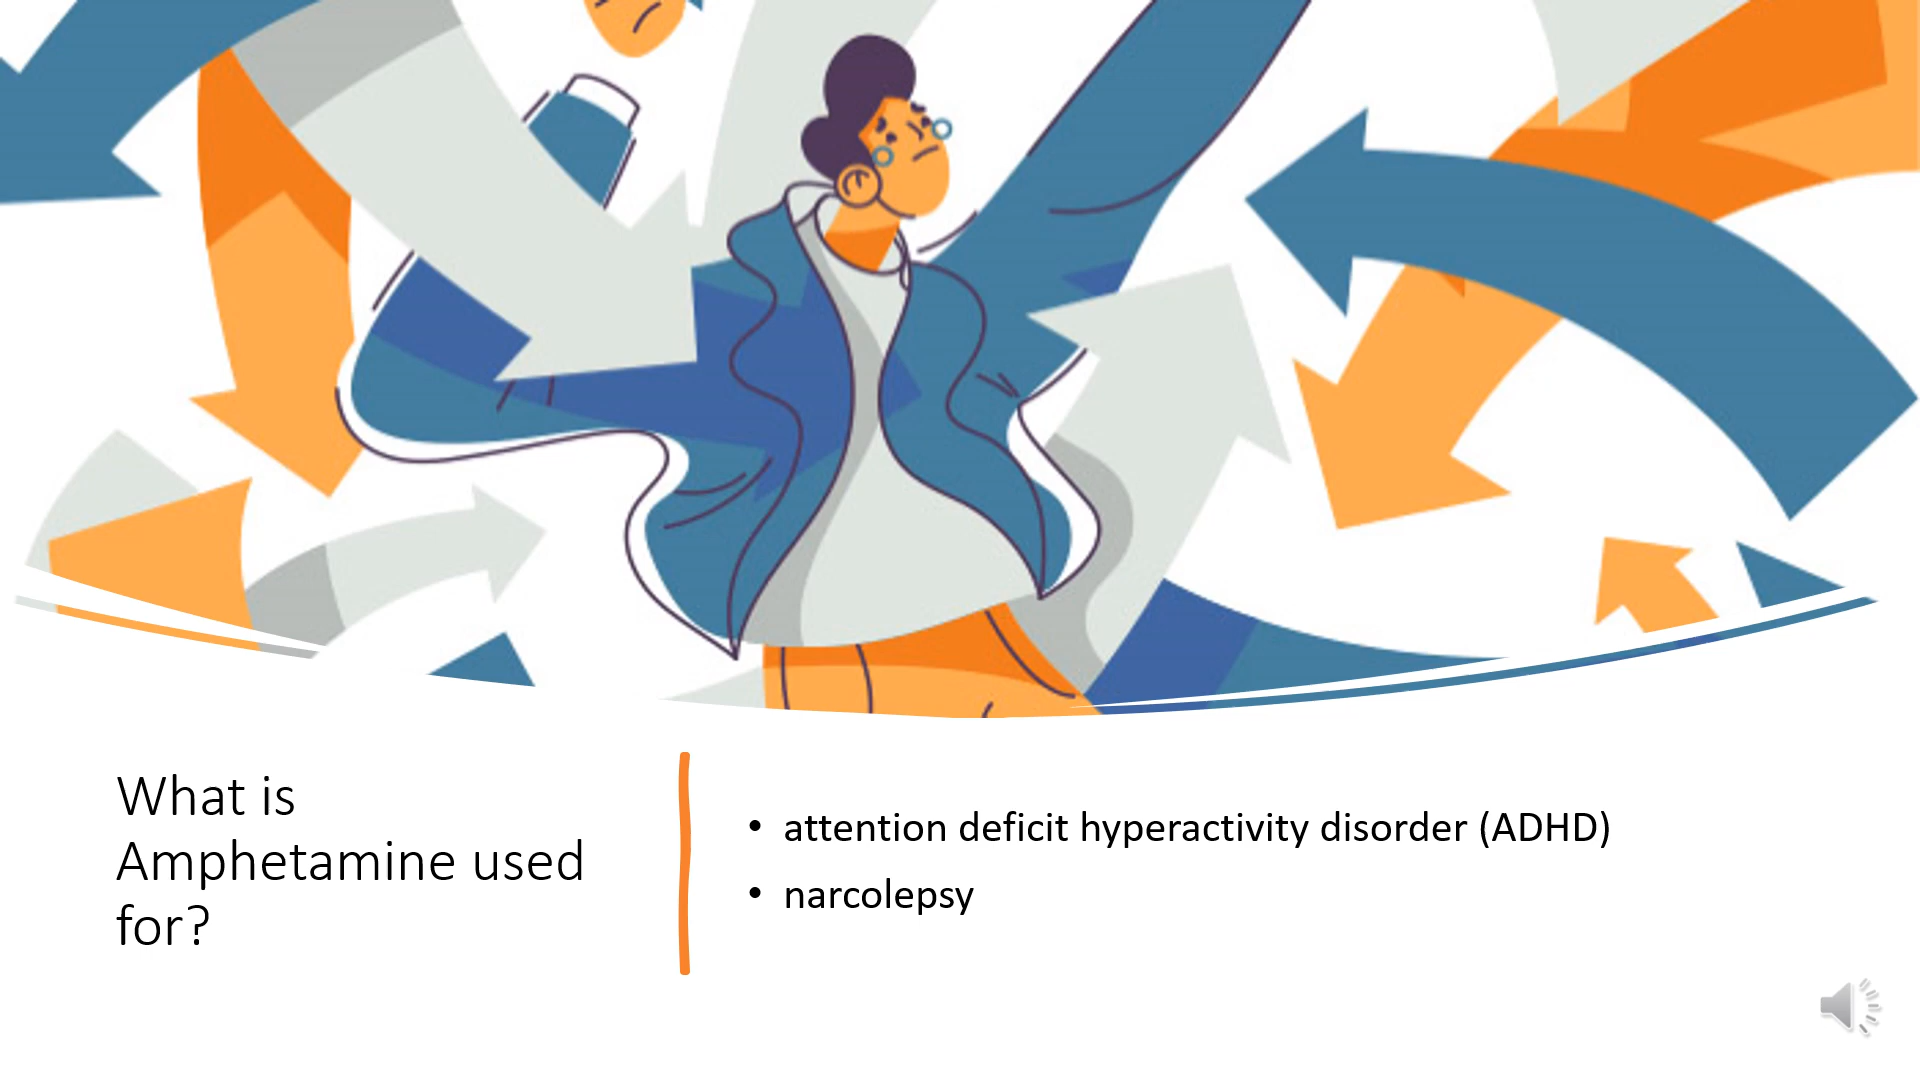 What is
Amphetamine used
for?
• attention deficit hyperactivity disorder (ADHD)
• narcolepsy